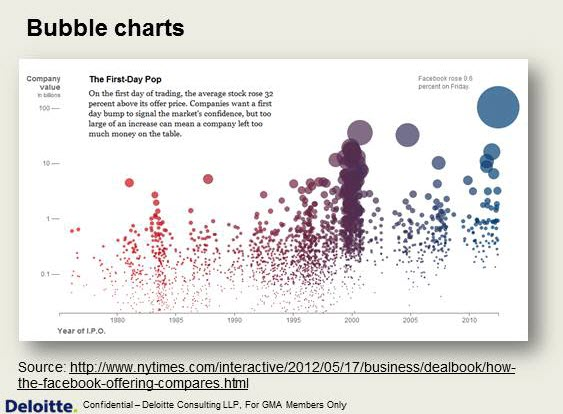 Bubble charts
Company
value
in billions
The First-Day Pop
On the first day of trading, the average stock rose 32
percent above its offer price. Companies want a first
day bump to signal the market's confidence, but too
large of an increase can mean a company left too
much money on the table.
Facebook rose 0.6
percent on Friday.
100
10
1
0.1
1980 1985 1990 1995 2000 2005 2010
Year of I.P.O.
Source: http://www.nytimes.com/interactive/2012/05/17/business/dealbook/how-
the-facebook-offering-compares.html
Deloitte. Confidential – Deloitte Consulting LLP, For GMA Members Only